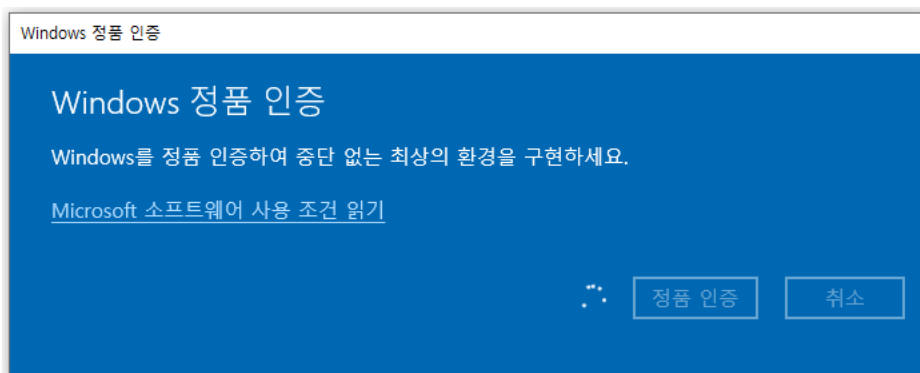 Windows 정품 인증
Windows 정품 인증
Windows를 정품 인증하여 중단 없는 최상의 환경을 구현하세요.
Microsoft 소프트웨어 사용 조건 읽기
정품 인증 취소